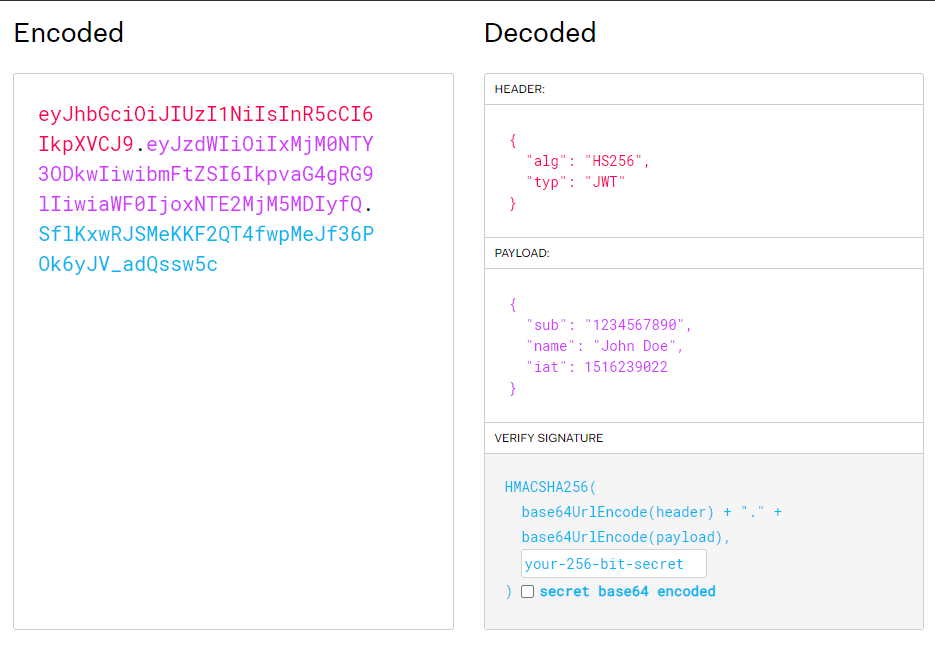 Encoded
eyJhbGciOiJIUzI1NiIsInR5cCI6
IkpXVCJ9.eyJzdWIiOiIxMjM0NTY
3ODkwIiwibmFtZSI6IkpvaG4gRG9
lIiwiaWF0IjoxNTE2MjM5MDIyfQ.
SflKxwRJSMeKKF2QT4fwpMeJf36P
Ok6yJV_adQssw5c
Decoded
HEADER:
{
  "alg": "HS256",
  "typ": "JWT"
}
PAYLOAD:
{
  "sub": "1234567890",
  "name": "John Doe",
  "iat": 1516239022
}
VERIFY SIGNATURE
HMACSHA256(
  base64UrlEncode(header) + "." +
  base64UrlEncode(payload),
  your-256-bit-secret
) secret base64 encoded